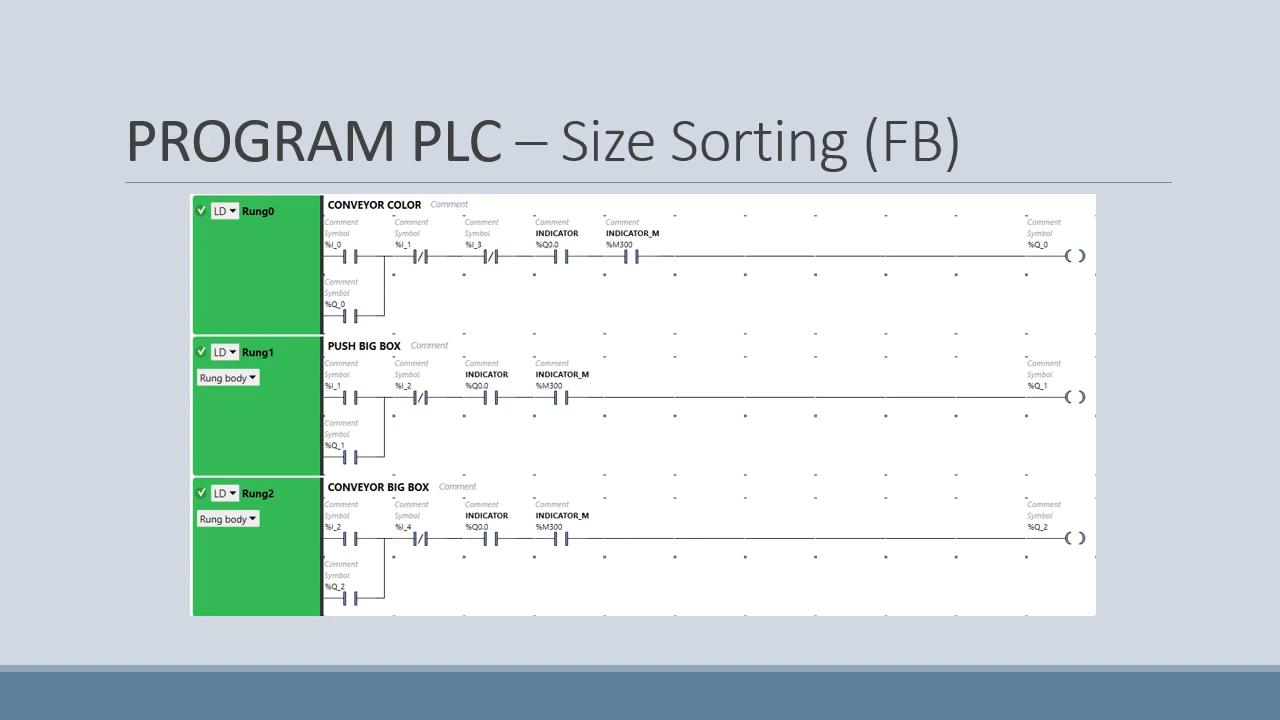 PROGRAM PLC – Size Sorting (FB)
LD Rung0
CONVEYOR COLOR Comment
Comment Comment Comment Comment Comment Comment
Symbol Symbol Symbol INDICATOR INDICATOR_M Symbol
%I_0 %I_1 %I_3 %Q0.0 %M300 %Q_0
Comment
Symbol
%Q_0
LD Rung1
Rung body
PUSH BIG BOX Comment
Comment Comment Comment Comment Comment
Symbol Symbol INDICATOR INDICATOR_M Symbol
%I_1 %I_2 %Q0.0 %M300 %Q_1
Comment
Symbol
%Q_1
LD Rung2
Rung body
CONVEYOR BIG BOX Comment
Comment Comment Comment Comment Comment
Symbol Symbol INDICATOR INDICATOR_M Symbol
%I_2 %I_4 %Q0.0 %M300 %Q_2
Comment
Symbol
%Q_2